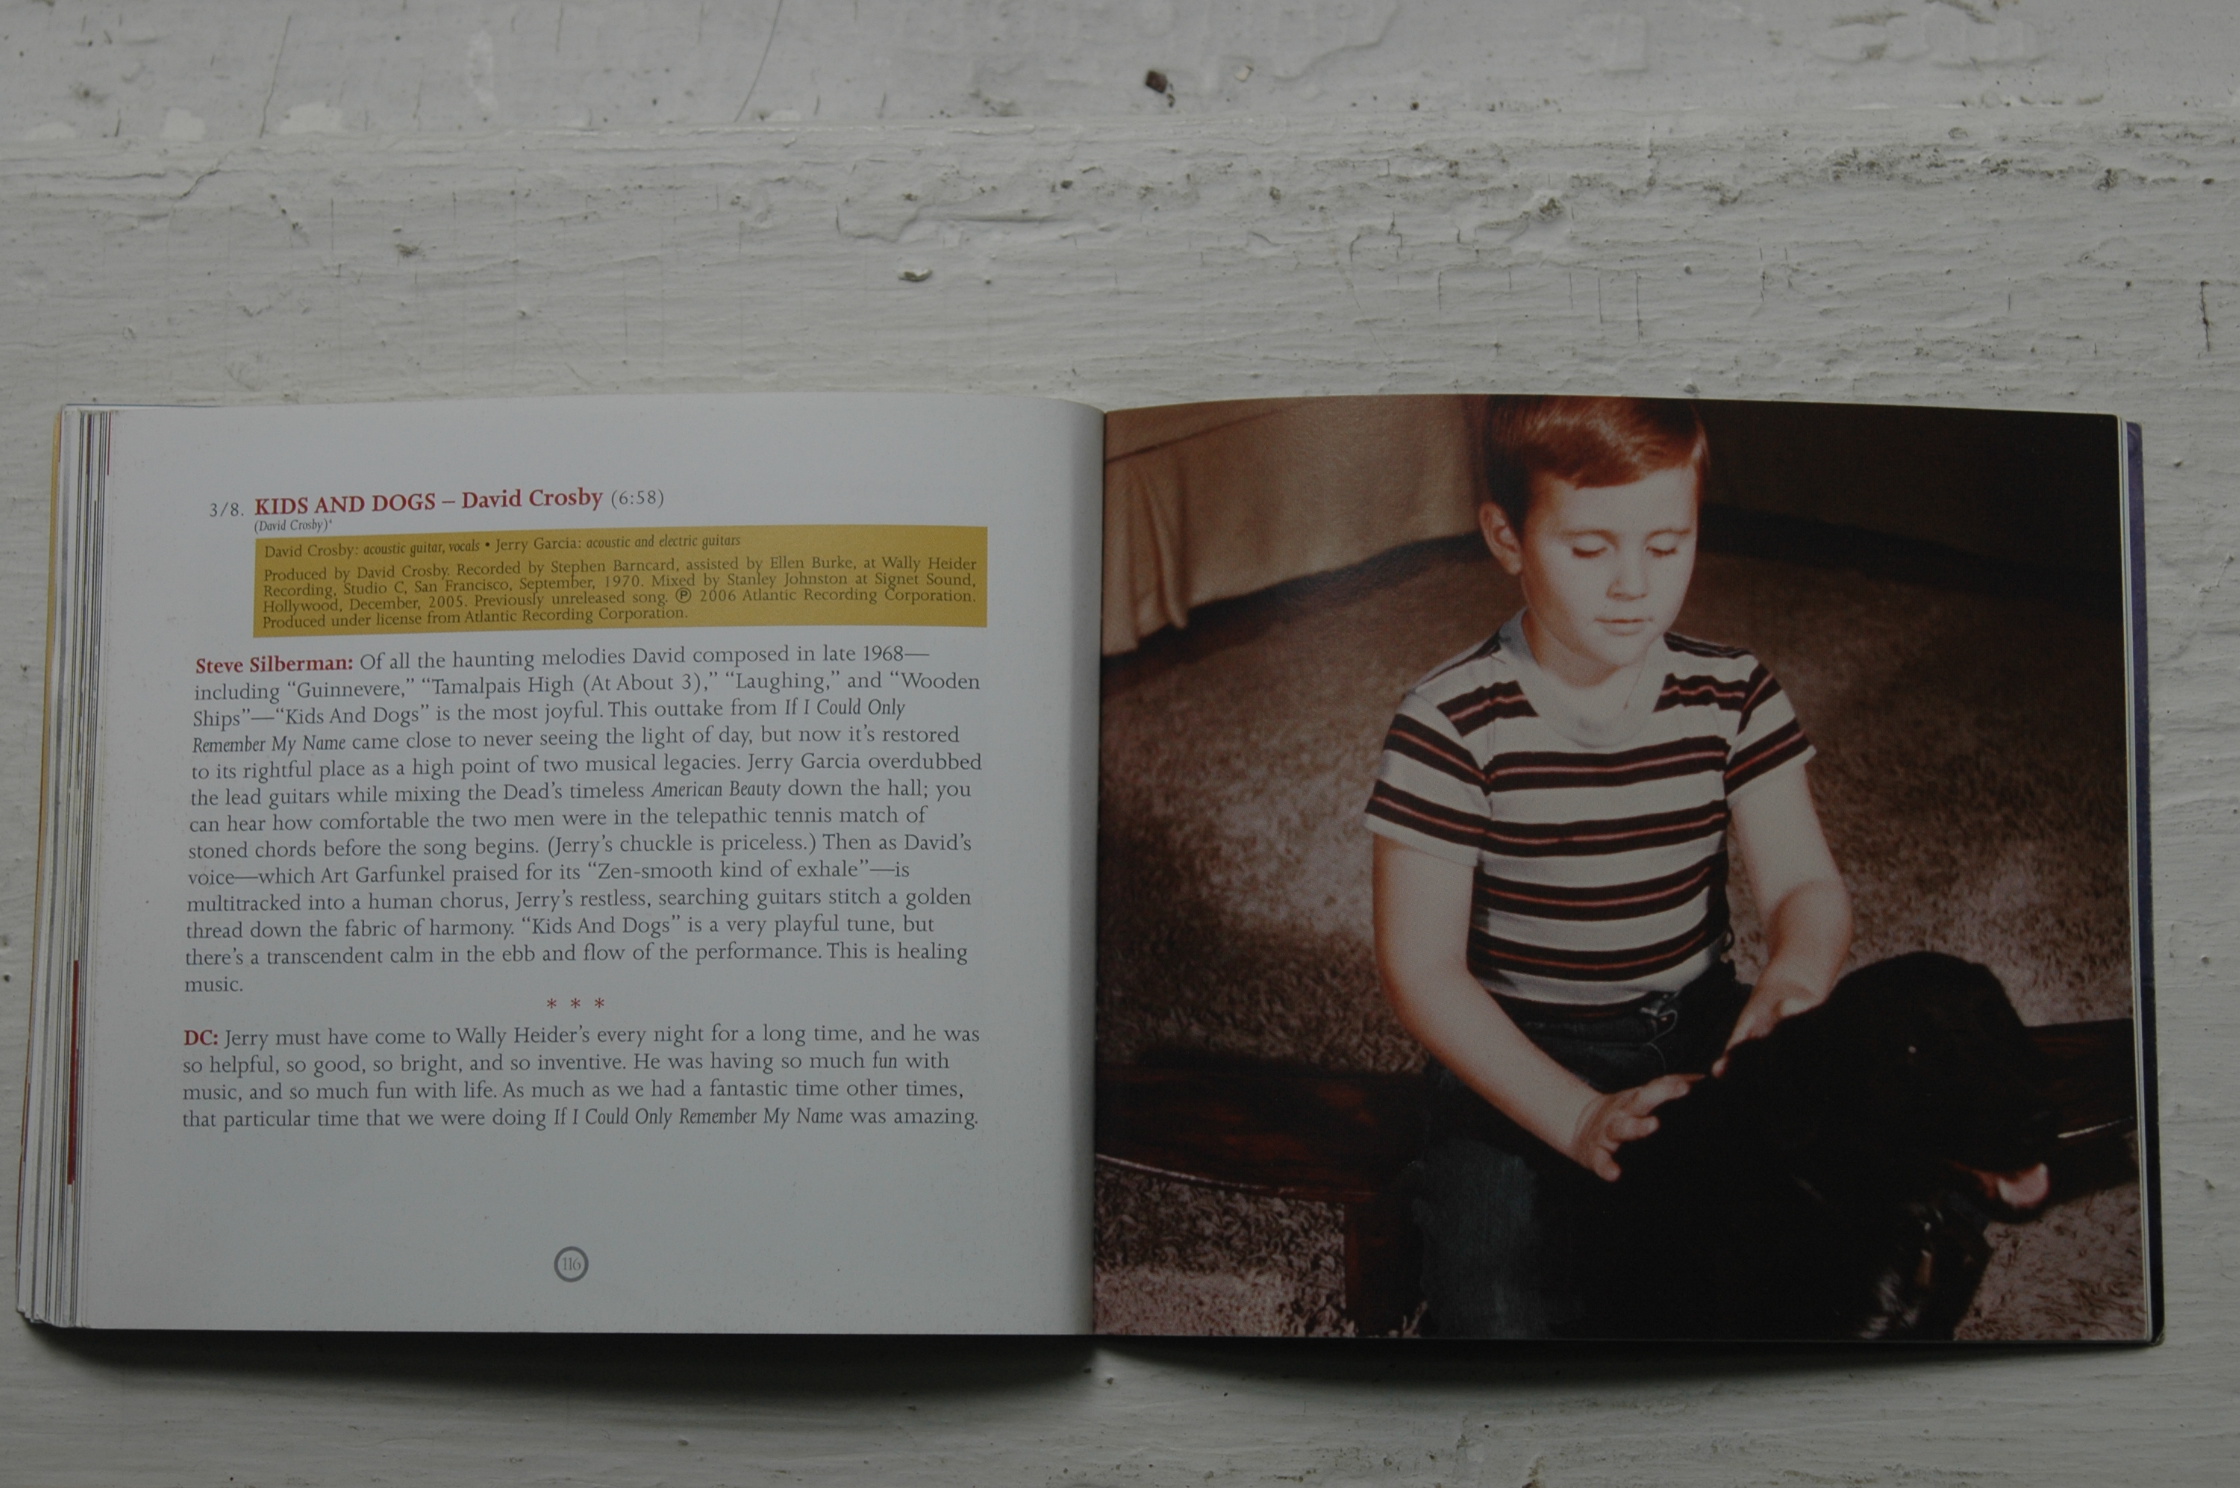 3/8. KIDS AND DOGS – David Crosby (6:58)
(David Crosby)*
David Crosby: acoustic guitar, vocals • Jerry Garcia: acoustic and electric guitars
Produced by David Crosby. Recorded by Stephen Barncard, assisted by Ellen Burke, at Wally Heider
Recording, Studio C, San Francisco, September, 1970. Mixed by Stanley Johnston at Signet Sound,
Hollywood, December, 2005. Previously unreleased song. ℗ 2006 Atlantic Recording Corporation.
Produced under license from Atlantic Recording Corporation.
Steve Silberman: Of all the haunting melodies David composed in late 1968—
including “Guinnevere,” “Tamalpais High (At About 3),” “Laughing,” and “Wooden
Ships”—“Kids And Dogs” is the most joyful. This outtake from If I Could Only
Remember My Name came close to never seeing the light of day, but now it’s restored
to its rightful place as a high point of two musical legacies. Jerry Garcia overdubbed
the lead guitars while mixing the Dead’s timeless American Beauty down the hall; you
can hear how comfortable the two men were in the telepathic tennis match of
stoned chords before the song begins. (Jerry’s chuckle is priceless.) Then as David’s
voice—which Art Garfunkel praised for its “Zen-smooth kind of exhale”—is
multitracked into a human chorus, Jerry’s restless, searching guitars stitch a golden
thread down the fabric of harmony. “Kids And Dogs” is a very playful tune, but
there’s a transcendent calm in the ebb and flow of the performance. This is healing
music.
* * *
DC: Jerry must have come to Wally Heider’s every night for a long time, and he was
so helpful, so good, so bright, and so inventive. He was having so much fun with
music, and so much fun with life. As much as we had a fantastic time other times,
that particular time that we were doing If I Could Only Remember My Name was amazing.
116